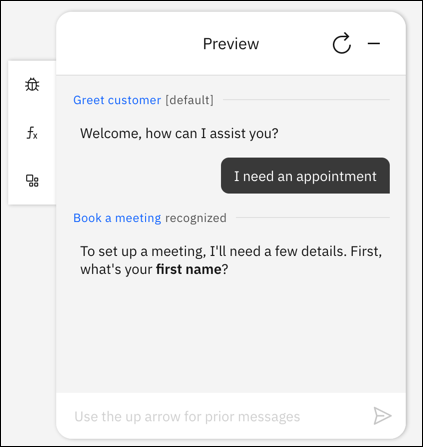 Preview
Greet customer [default]
fx
Welcome, how can I assist you?
I need an appointment
Book a meeting recognized
To set up a meeting, I'll need a few details. First,
what's your first name?
Use the up arrow for prior messages